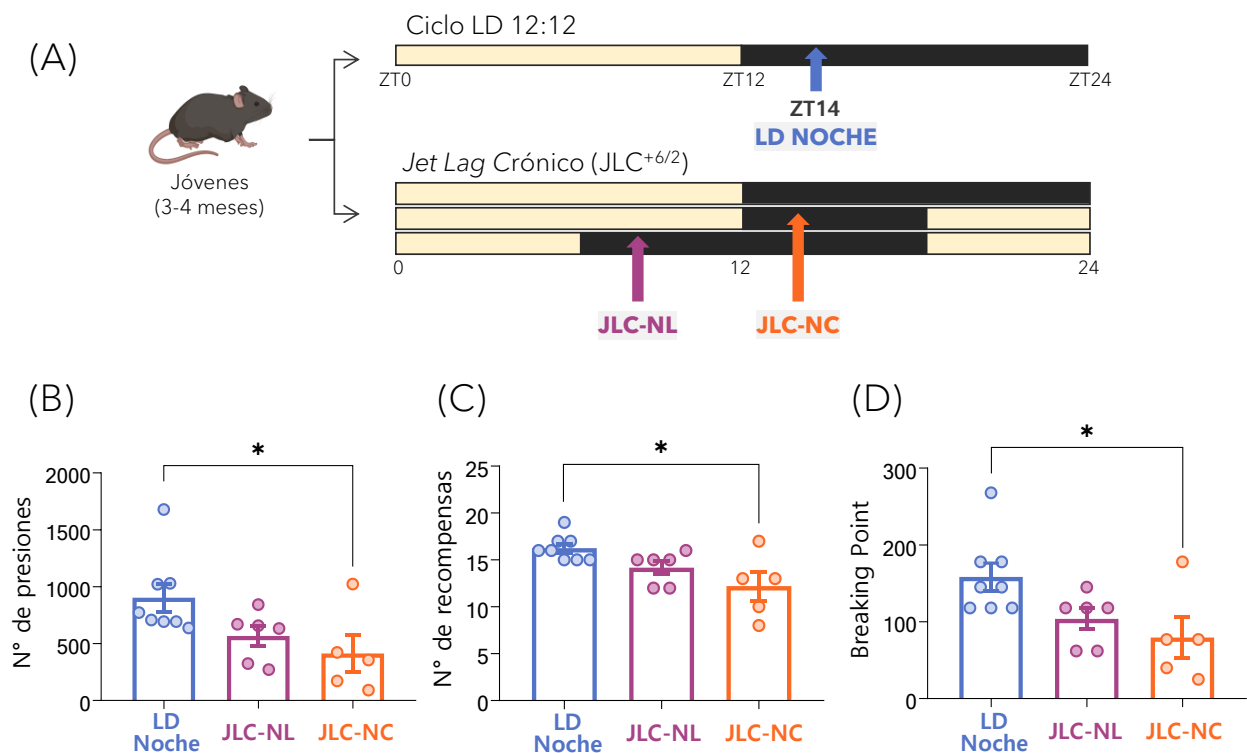 (A)
Ciclo LD 12:12
ZT0
ZT12
ZT24
ZT14
LD NOCHE
Jóvenes
(3-4 meses)
Jet Lag Crónico (JLC+6/2)
0
12
24
JLC-NL
JLC-NC
(B)
*
N° de presiones
2000
1500
1000
500
0
LD
Noche
JLC-NL
JLC-NC
(C)
*
N° de recompensas
25
20
15
10
5
0
LD
Noche
JLC-NL
JLC-NC
(D)
*
Breaking Point
300
200
100
0
LD
Noche
JLC-NL
JLC-NC